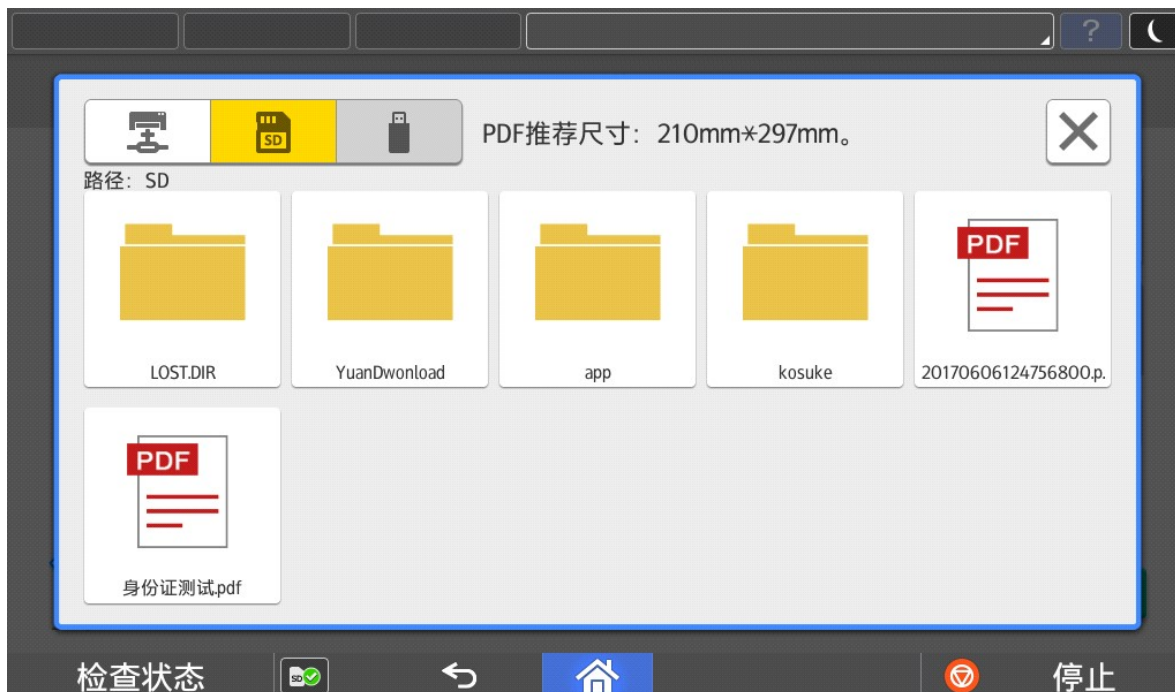 ?
SD
PDF推荐尺寸：210mm*297mm。
路径：SD
LOST.DIR
YuanDwonload
app
kosuke
PDF
20170606124756800.p.
PDF
身份证测试.pdf
检查状态
SD
停止